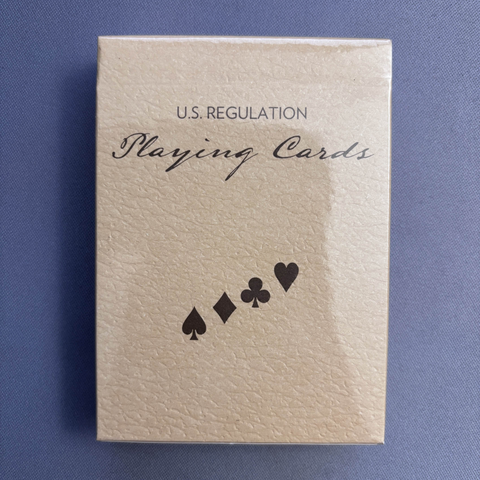 U.S. REGULATION
Playing Cards